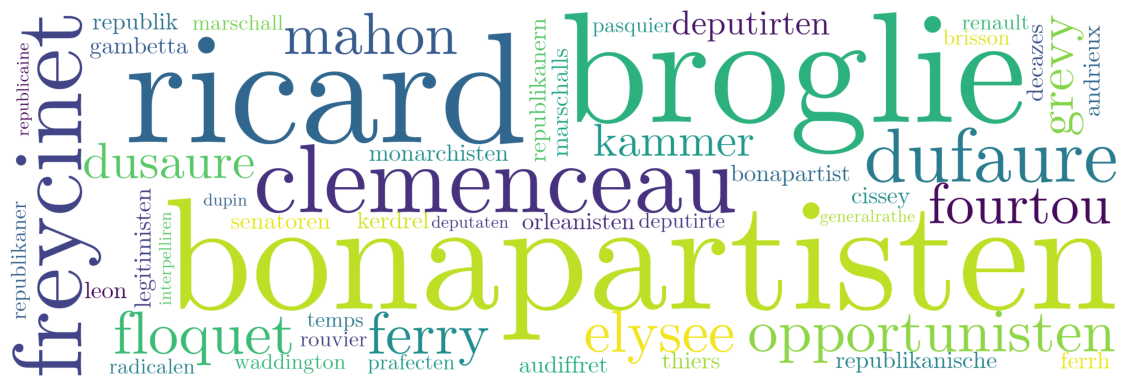 republik
marschall
gambetta
mahon
republicaine
freycinet
ricard
republikanern
marschalls
broglie
pasquier
deputirten
renault
brisson
decazes
grevy
andrieux
kammer
dusaure
monarchisten
clemenceau
bonapartist
dufaure
cissey
generalrathe
fourtou
dupin
senatoren
kerdrel
deputaten
orleanisten
deputirte
republikaner
leon
legitimisten
interpelliren
bonapartisten
floquet
temps
rouvier
ferry
elysee
opportunisten
radicalen
waddington
prafecten
audiffret
thiers
republikanische
ferrh